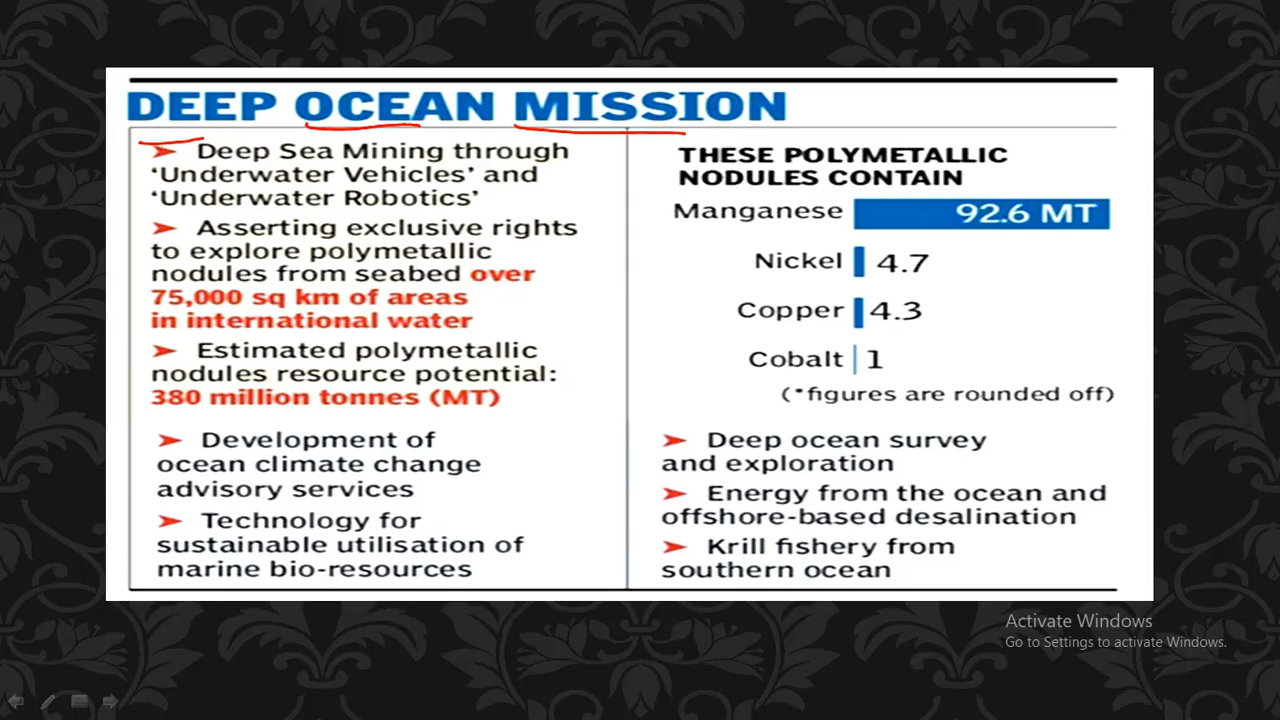 DEEP OCEAN MISSION
➤ Deep Sea Mining through
‘Underwater Vehicles’ and
‘Underwater Robotics’
➤ Asserting exclusive rights
to explore polymetallic
nodules from seabed over
75,000 sq km of areas
in international water
➤ Estimated polymetallic
nodules resource potential:
380 million tonnes (MT)
➤ Development of
ocean climate change
advisory services
➤ Technology for
sustainable utilisation of
marine bio-resources
THESE POLYMETALLIC
NODULES CONTAIN
Manganese 92.6 MT
Nickel 4.7
Copper 4.3
Cobalt 1
(*figures are rounded off)
➤ Deep ocean survey
and exploration
➤ Energy from the ocean and
offshore-based desalination
➤ Krill fishery from
southern ocean
Activate Windows
Go to Settings to activate Windows.